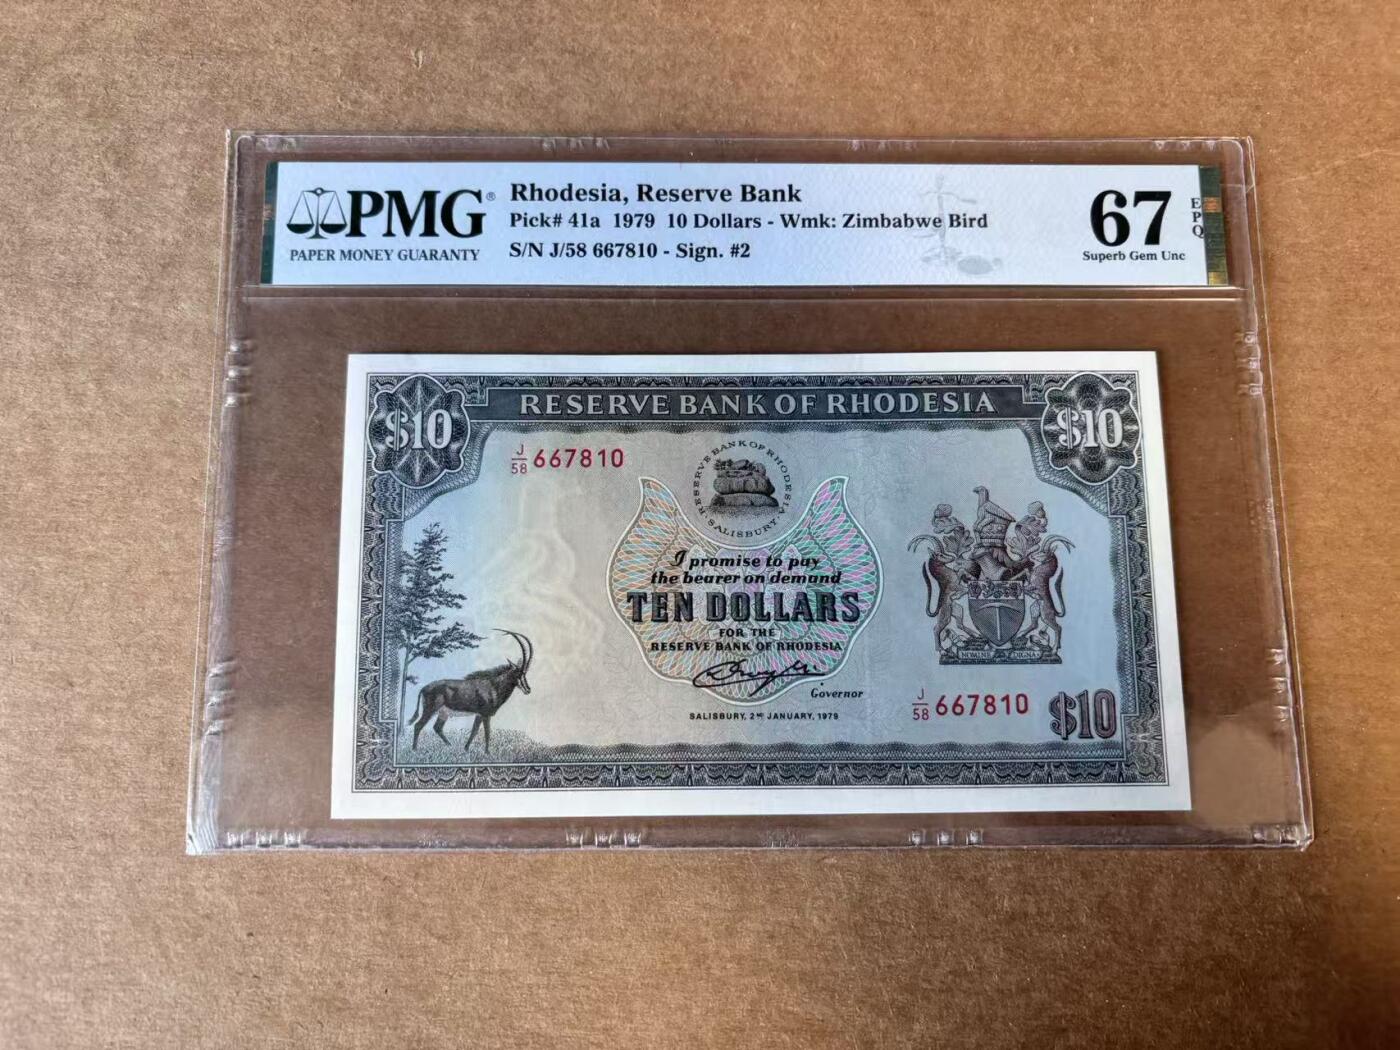 PMG®
PAPER MONEY GUARANTY
Rhodesia, Reserve Bank
Pick# 41a 1979 10 Dollars - Wmk: Zimbabwe Bird
S/N J/58 667810 - Sign. #2
67
EPQ
Superb Gem Unc
$10
RESERVE BANK OF RHODESIA
$10
J/58 667810
RESERVE BANK OF RHODESIA
SALISBURY
I promise to pay
the bearer on demand
TEN DOLLARS
FOR THE
RESERVE BANK OF RHODESIA
Governor
SALISBURY, 2ND JANUARY, 1979
J/58 667810
$10